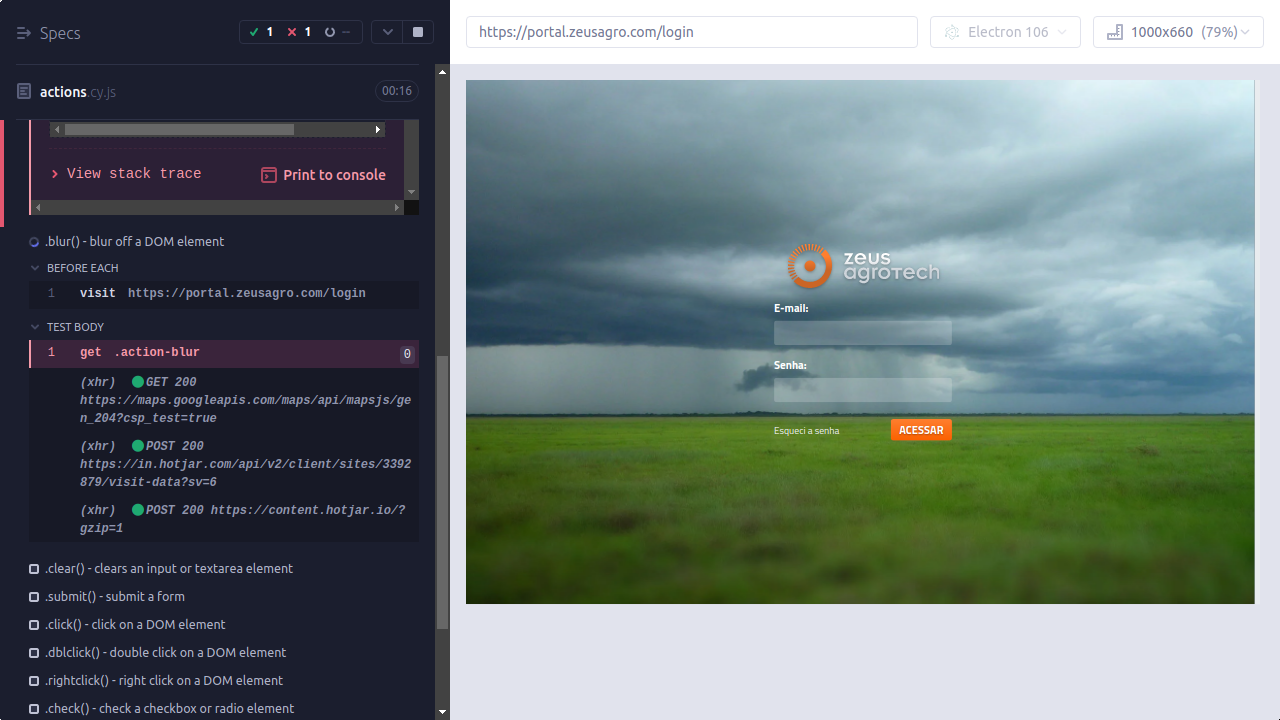 Specs
1
1
--
https://portal.zeusagro.com/login
Electron 106
1000x660 (79%)
actions.cy.js
00:16
View stack trace
Print to console
.blur() - blur off a DOM element
BEFORE EACH
1 visit https://portal.zeusagro.com/login
TEST BODY
1 get .action-blur 0
(xhr) GET 200
https://maps.googleapis.com/maps/api/mapsjs/ge
n_204?csp_test=true
(xhr) POST 200
https://in.hotjar.com/api/v2/client/sites/3392
879/visit-data?sv=6
(xhr) POST 200 https://content.hotjar.io/?
gzip=1
.clear() - clears an input or textarea element
.submit() - submit a form
.click() - click on a DOM element
.dblclick() - double click on a DOM element
.rightclick() - right click on a DOM element
.check() - check a checkbox or radio element
zeus
agrotech
E-mail:
Senha:
Esqueci a senha
ACESSAR